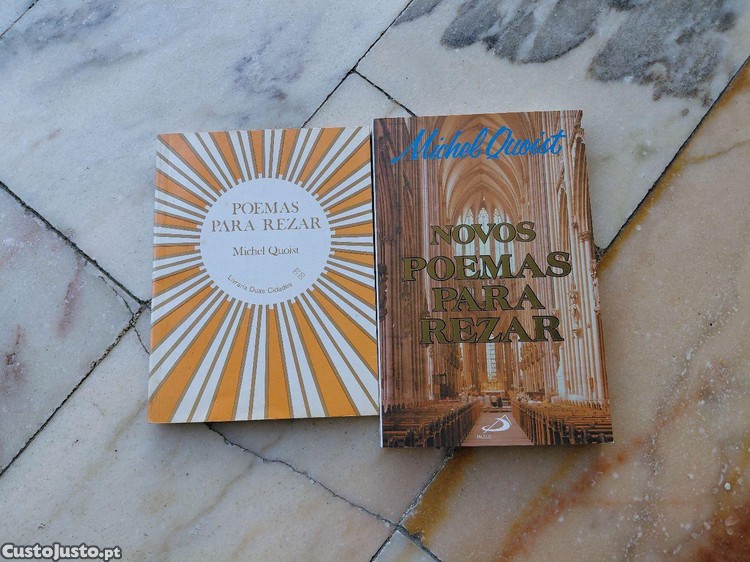 POEMAS
PARA REZAR
Michel Quoist
Livraria Duas Cidades
Michel Quoist
NOVOS
POEMAS
PARA
REZAR
PAULUS
CustoJusto.pt